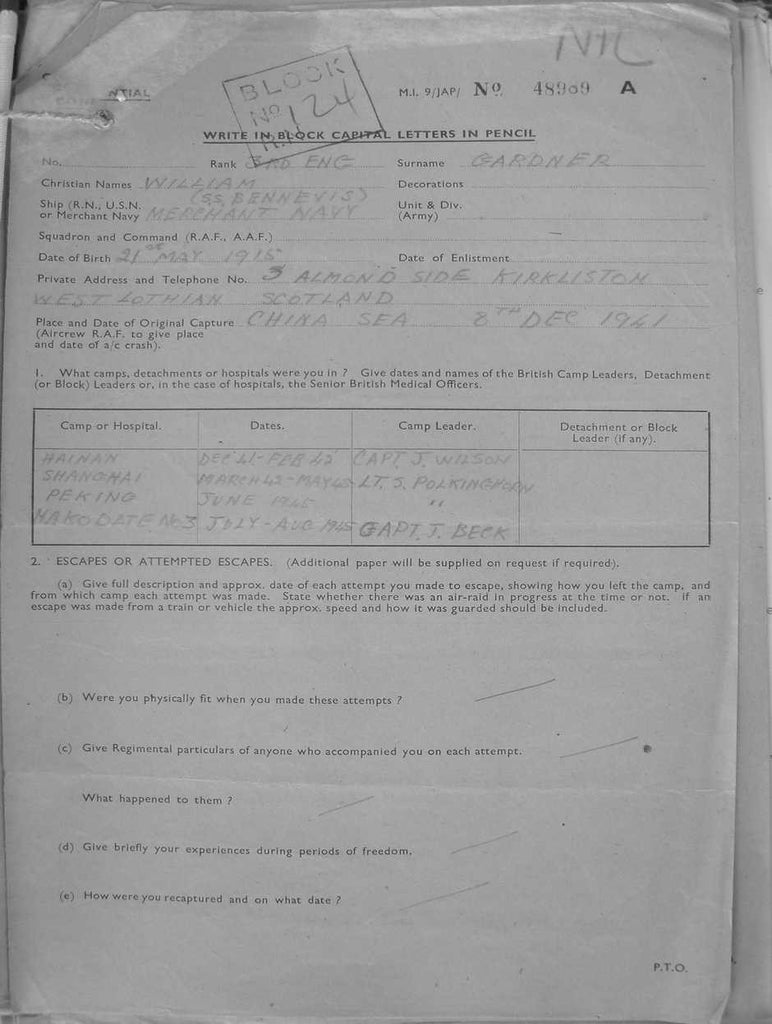 NIL
NTIAL
BLOCK
No 124
M.I. 9/JAP/ No. 48909 A
WRITE IN BLOCK CAPITAL LETTERS IN PENCIL
No. Rank 3RD ENG Surname GARDNER
Christian Names WILLIAM Decorations
Ship (R.N., U.S.N. (S.S. BENNEVIS) Unit & Div.
or Merchant Navy MERCHANT NAVY (Army)
Squadron and Command (R.A.F., A.A.F.) —
Date of Birth 21st MAY 1915 Date of Enlistment
Private Address and Telephone No. 3 ALMOND SIDE KIRKLISTON
WEST LOTHIAN SCOTLAND
Place and Date of Original Capture CHINA SEA 8TH DEC 1941
(Aircrew R.A.F. to give place
and date of a/c crash).
1. What camps, detachments or hospitals were you in ? Give dates and names of the British Camp Leaders, Detachment
(or Block) Leaders or, in the case of hospitals, the Senior British Medical Officers.
Camp or Hospital. Dates. Camp Leader. Detachment or Block
Leader (if any).
HAINAN DEC 41-FEB 42 CAPT J. WILSON
SHANGHAI MARCH 42-MAY 45 LT. S. POLKINGHORN
PEKING JUNE 1945 "
HAKODATE No 3 JULY-AUG 1945 CAPT J. BECK
2. ESCAPES OR ATTEMPTED ESCAPES. (Additional paper will be supplied on request if required).
(a) Give full description and approx. date of each attempt you made to escape, showing how you left the camp, and
from which camp each attempt was made. State whether there was an air-raid in progress at the time or not. If an
escape was made from a train or vehicle the approx. speed and how it was guarded should be included.
(b) Were you physically fit when you made these attempts ?
(c) Give Regimental particulars of anyone who accompanied you on each attempt.
What happened to them ?
(d) Give briefly your experiences during periods of freedom.
(e) How were you recaptured and on what date ?
P.T.O.